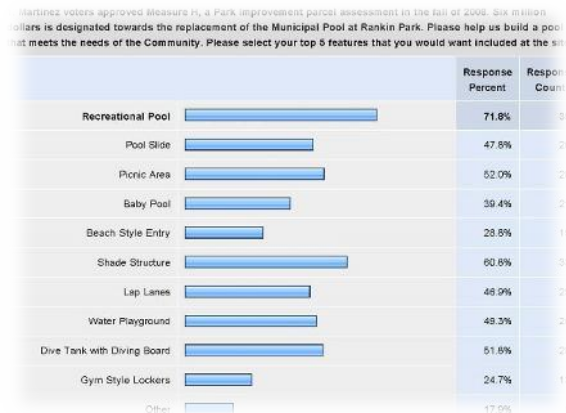 Martinez voters approved Measure H, a Park Improvement parcel assessment in the fall of 2008. Six million
dollars is designated towards the replacement of the Municipal Pool at Rankin Park. Please help us build a pool
that meets the needs of the Community. Please select your top 5 features that you would want included at the
Response Percent
Recreational Pool 71.8%
Pool Slide 47.8%
Picnic Area 52.0%
Baby Pool 39.4%
Beach Style Entry 28.8%
Shade Structure 60.6%
Lap Lanes 46.9%
Water Playground 49.3%
Dive Tank with Diving Board 51.6%
Gym Style Lockers 24.7%
Other 17.9%